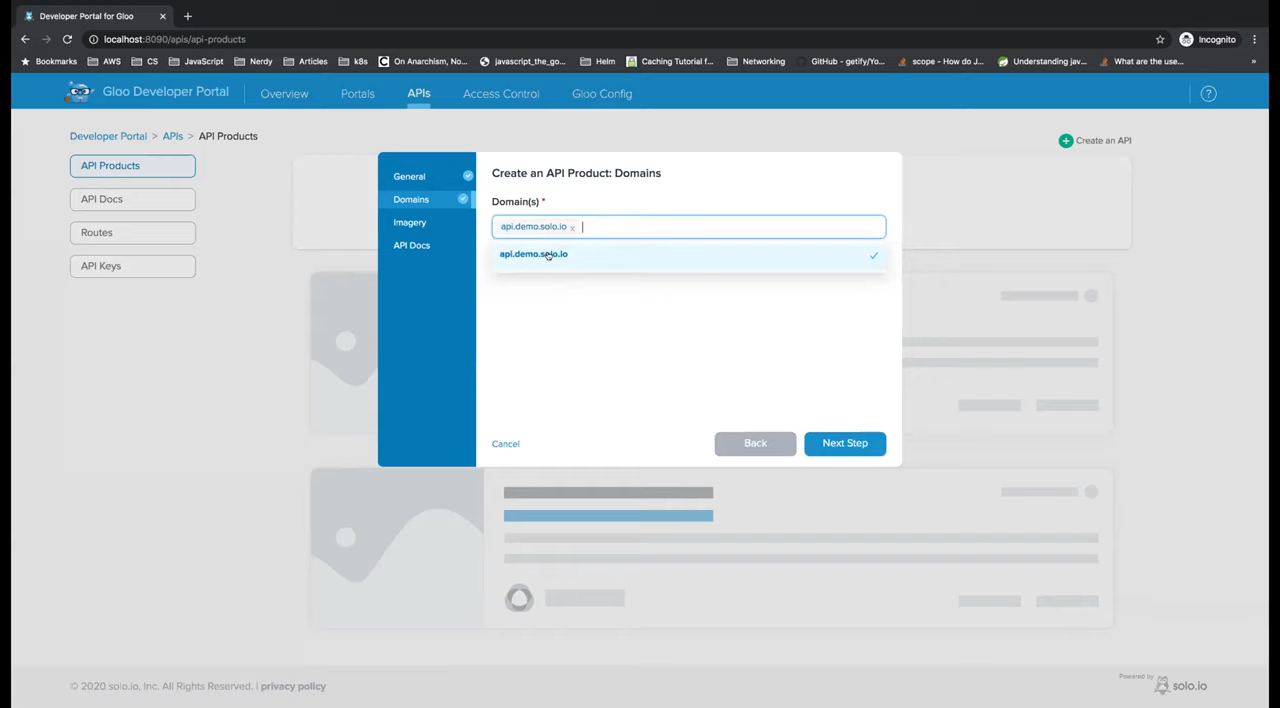 Developer Portal for Gloo
localhost:8090/apis/api-products
Incognito
Bookmarks AWS CS JavaScript Nerdy Articles k8s On Anarchism, No... javascript_the_go... Helm Caching Tutorial f... Networking GitHub - getify/Yo... scope - How do J... Understanding jav... What are the use... »
Gloo Developer Portal Overview Portals APIs Access Control Gloo Config ?
Developer Portal > APIs > API Products
Create an API
API Products
API Docs
Routes
API Keys
General
Domains
Imagery
API Docs
Create an API Product: Domains
Domain(s) *
api.demo.solo.io x
api.demo.solo.io
Cancel Back Next Step
© 2020 solo.io, Inc. All Rights Reserved. | privacy policy
Powered by
solo.io